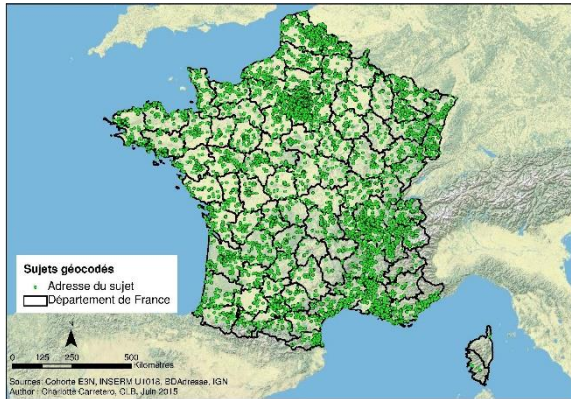 Sujets géocodés
Adresse du sujet
Département de France
0 125 250 500
Kilomètres
Sources: Cohorte E3N, INSERM U1018, BDAdresse, IGN
Author : Charlotte Carretero, CLB, Juin 2015